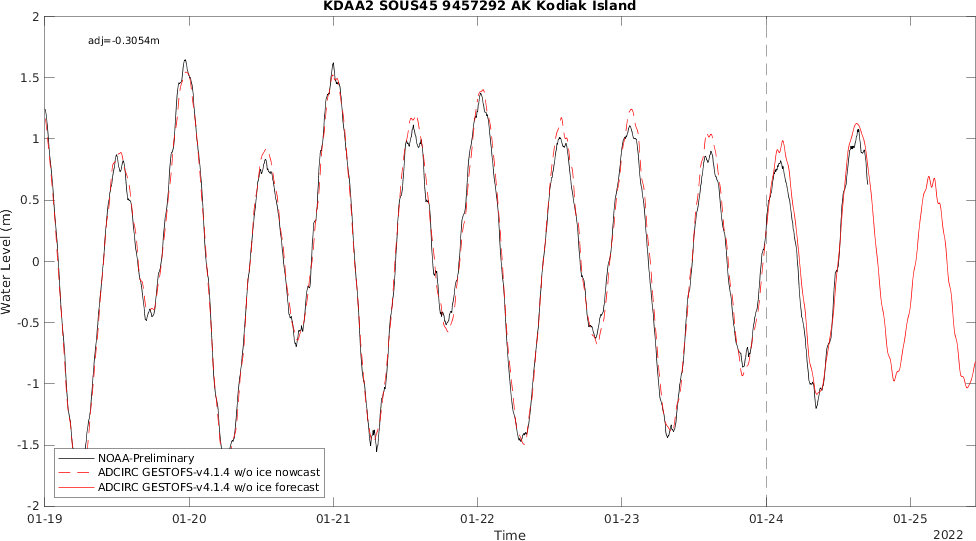 KDAA2 SOUS45 9457292 AK Kodiak Island
adj=-0.3054m
2
1.5
1
0.5
0
-0.5
-1
-1.5
-2
Water Level (m)
NOAA-Preliminary
ADCIRC GESTOFS-v4.1.4 w/o ice nowcast
ADCIRC GESTOFS-v4.1.4 w/o ice forecast
01-19 01-20 01-21 01-22 01-23 01-24 01-25
Time
2022